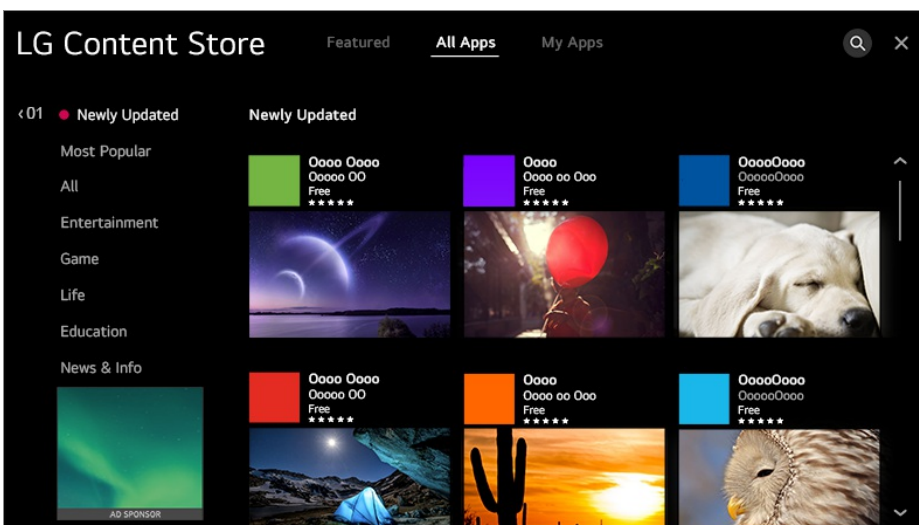 LG Content Store
Featured
All Apps
My Apps
01
Newly Updated
Most Popular
All
Entertainment
Game
Life
Education
News & Info
AD SPONSOR
Newly Updated
Oooo Oooo
Ooooo OO
Free
Oooo
Oooo oo Ooo
Free
OoooOooo
OooooOooo
Free
Oooo Oooo
Ooooo OO
Free
Oooo
Oooo oo Ooo
Free
OoooOooo
OooooOooo
Free